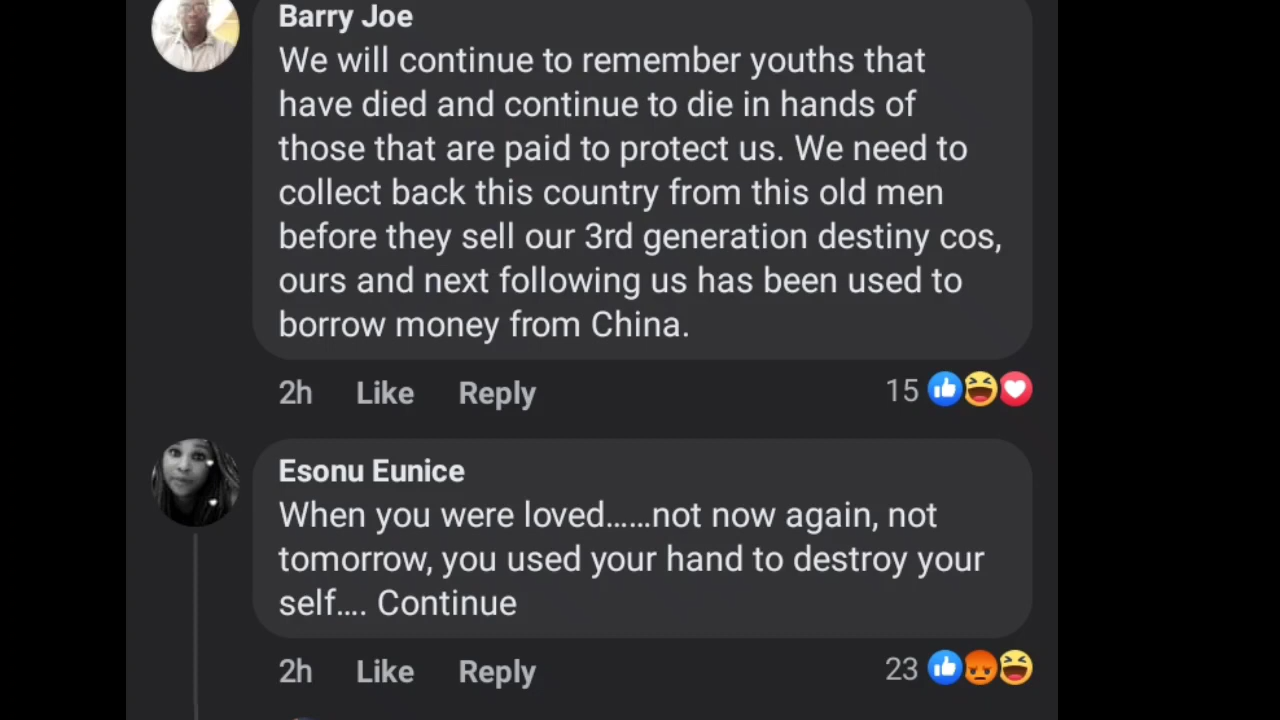 Barry Joe
We will continue to remember youths that
have died and continue to die in hands of
those that are paid to protect us. We need to
collect back this country from this old men
before they sell our 3rd generation destiny cos,
ours and next following us has been used to
borrow money from China.
2h Like Reply 15
Esonu Eunice
When you were loved......not now again, not
tomorrow, you used your hand to destroy your
self.... Continue
2h Like Reply 23